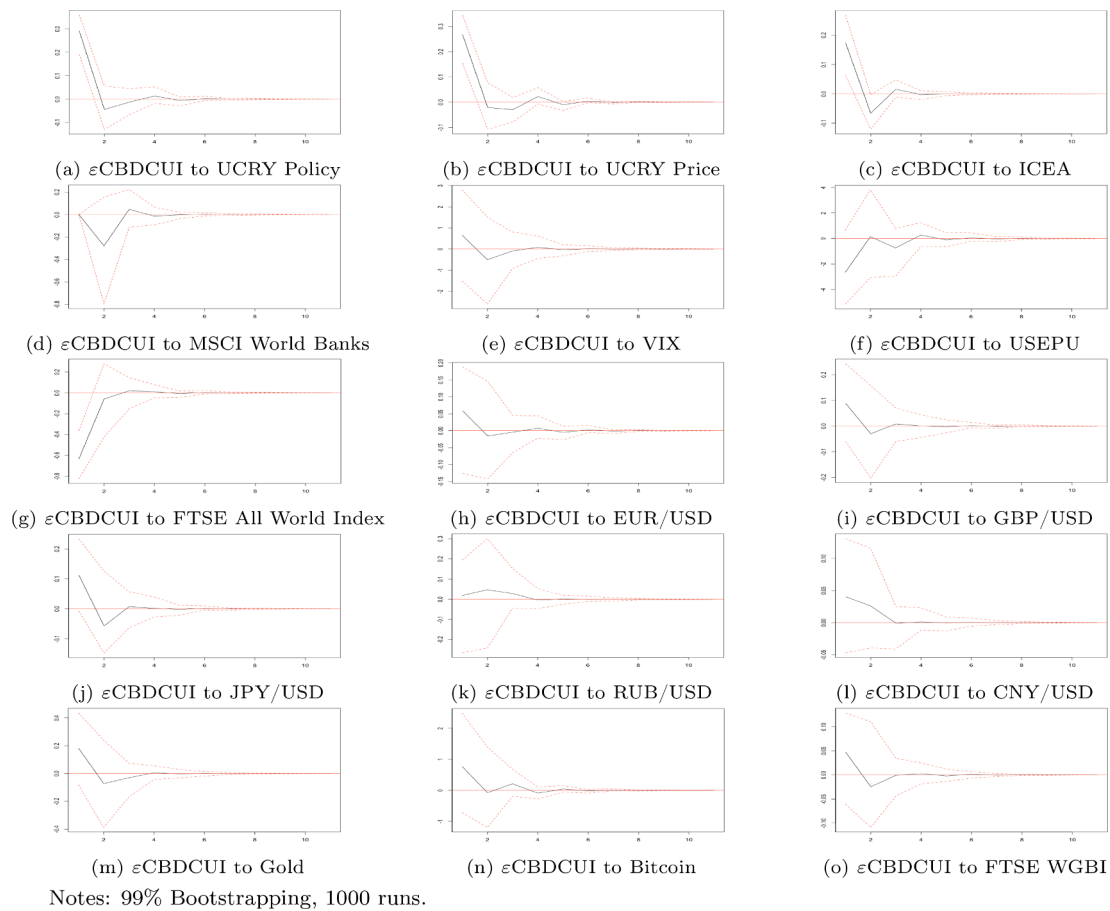 (a) εCBDCUI to UCRY Policy
(b) εCBDCUI to UCRY Price
(c) εCBDCUI to ICEA
(d) εCBDCUI to MSCI World Banks
(e) εCBDCUI to VIX
(f) εCBDCUI to USEPU
(g) εCBDCUI to FTSE All World Index
(h) εCBDCUI to EUR/USD
(i) εCBDCUI to GBP/USD
(j) εCBDCUI to JPY/USD
(k) εCBDCUI to RUB/USD
(l) εCBDCUI to CNY/USD
(m) εCBDCUI to Gold
(n) εCBDCUI to Bitcoin
(o) εCBDCUI to FTSE WGBI
Notes: 99% Bootstrapping, 1000 runs.